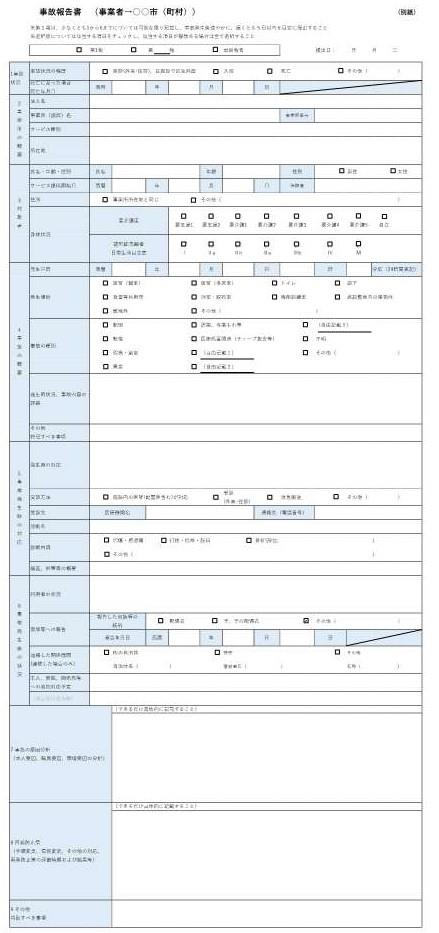 事故報告書 （事業者→〇〇市（町村））
（別紙）
※第1報は、少なくとも1から6までについては可能な限り記載し、事故発生後速やかに、遅くとも5日以内を目安に提出すること
※選択肢については該当する項目をチェックし、該当する項目が複数ある場合は全て選択すること
□ 第1報 □ 第 報 □ 最終報告
提出日： 年 月 日
1事故状況
事故状況の程度
□ 入院 □ 死亡 □ その他（ ）
死亡に至った場合
死亡年月日
西暦 年 月 日
2事業所の概要
法人名
事業所（施設）名
事業所番号
サービス種別
所在地
3対象者
氏名・年齢・性別
氏名 年齢 性別 □ 男性 □ 女性
サービス提供開始日
西暦 年 月 日 保険者
住所
□ 事業所所在地と同じ □ その他（ ）
身体状況
要介護度
□ □ □ □ □ □ □ □
要支援1 要支援2 要介護1 要介護2 要介護3 要介護4 要介護5 自立
認知症高齢者
日常生活自立度
□ □ □ □ □ □ □
Ⅰ Ⅱa Ⅱb Ⅲa Ⅲb Ⅳ M
4事故の概要
発生日時
西暦 年 月 日 時 分頃（24時間表記）
発生場所
□ 居室（個室） □ 居室（多床室） □ トイレ □ 廊下
□ 食堂等共用部 □ 浴室・脱衣室 □ 機能訓練室 □ 施設敷地内の建物外
□ 敷地外 □ その他（ ）
事故の種別
□ 転倒
□ 異食
□ 転落
□ 誤薬、与薬もれ等
□ 医療処置関連（チューブ抜去等）
□ 不明
□ 誤嚥・窒息
□ その他（ ）
発生時状況、事故内容の詳細
その他
特記すべき事項
5事故発生時の対応
発生時の対応
受診方法
□ 施設内の医師(配置医含む)が対応 □ 受診
(外来･往診)
□ 救急搬送 □ その他（ ）
受診先
医療機関名 連絡先（電話番号）
診断名
診断内容
□ 切傷・擦過傷 □ 打撲・捻挫・脱臼 □ 骨折(部位： ）
□ その他（ ）
検査、処置等の概要
6事故発生後の状況
利用者の状況
家族等への報告
報告した家族等の
続柄
□ 配偶者 □ 子、子の配偶者 ☑ その他（ ）
報告年月日 西暦 年 月 日
連絡した関係機関
(連絡した場合のみ)
□ 他の自治体
自治体名（ ）
□ 警察
警察署名（ ）
□ その他
名称（ ）
本人、家族、関係先等
への追加対応予定
（できるだけ具体的に記載すること）
7 事故の原因分析
（本人要因、職員要因、環境要因の分析）
（できるだけ具体的に記載すること）
8 再発防止策
（手順変更、環境変更、その他の対応、
再発防止策の評価時期および結果等）
9 その他
特記すべき事項